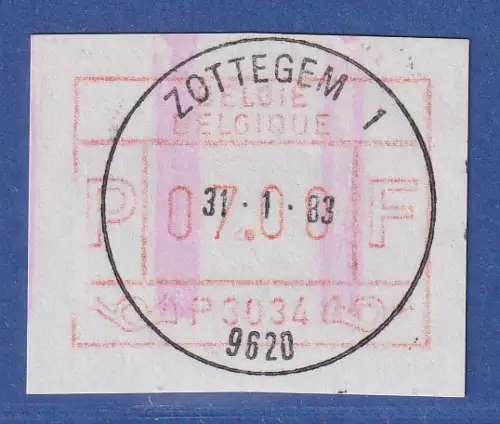 ZOTTEGEM 1
BELGIE
BELGIQUE
P 07.00 F
31 · 1 · 83
P3034
9620